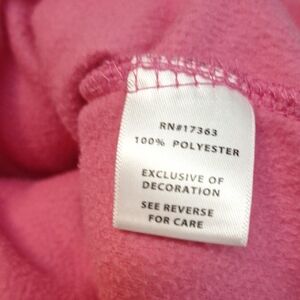 RN#17363
100% POLYESTER
EXCLUSIVE OF
DECORATION
SEE REVERSE
FOR CARE